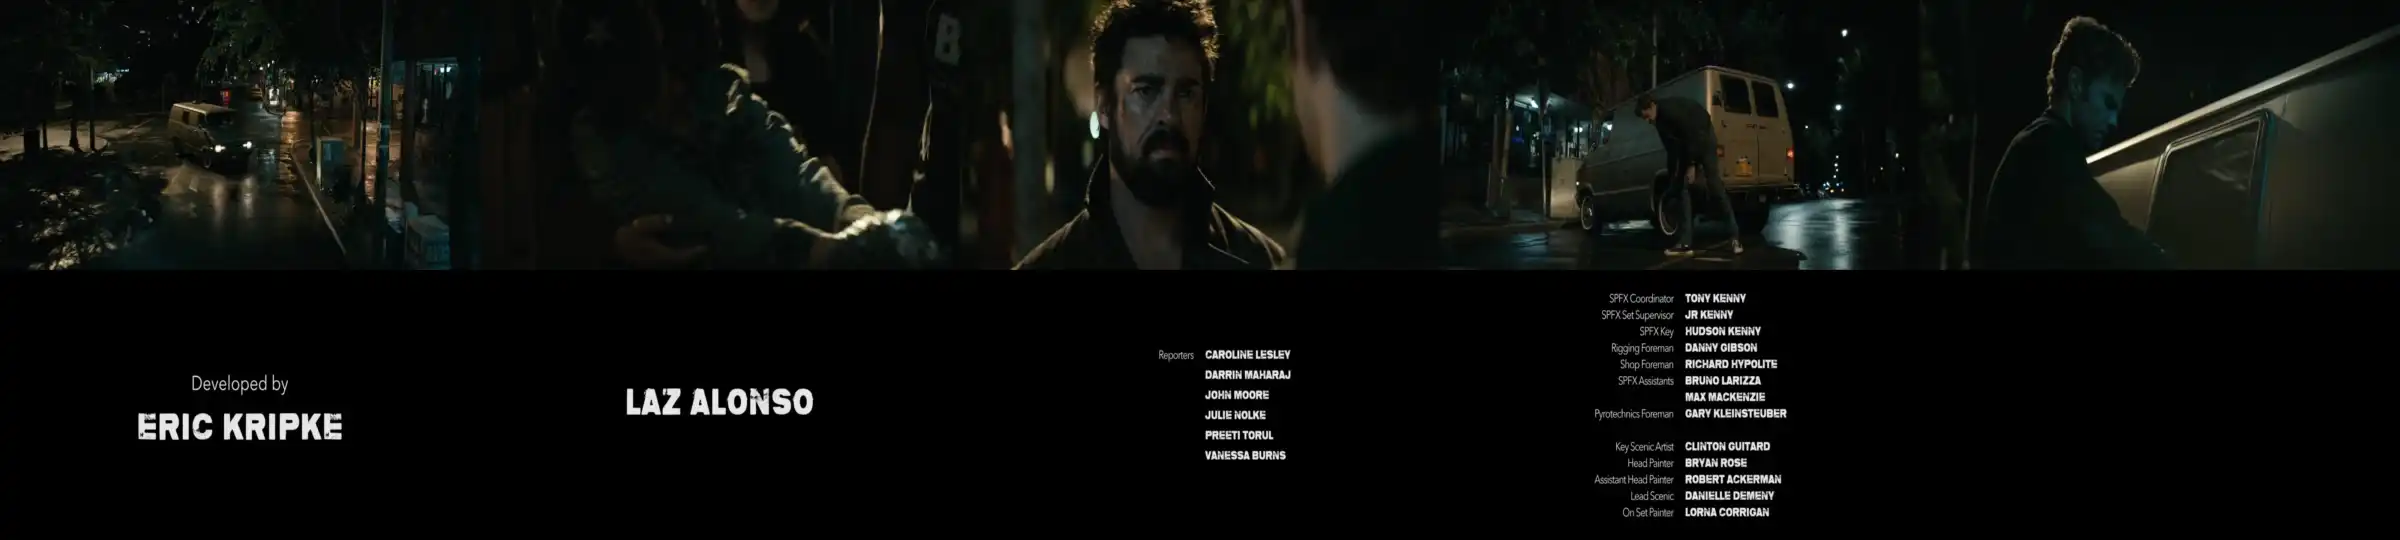 B
Developed by
ERIC KRIPKE
LAZ ALONSO
Reporters CAROLINE LESLEY
DARRIN MAHARAJ
JOHN MOORE
JULIE NOLKE
PREETI TORUL
VANESSA BURNS
SPFX Coordinator TONY KENNY
SPFX Set Supervisor JR KENNY
SPFX Key HUDSON KENNY
Rigging Foreman DANNY GIBSON
Shop Foreman RICHARD HYPOLITE
SPFX Assistants BRUNO LARIZZA
MAX MACKENZIE
Pyrotechnics Foreman GARY KLEINSTEUBER
Key Scenic Artist CLINTON GUITARD
Head Painter BRYAN ROSE
Assistant Head Painter ROBERT ACKERMAN
Lead Scenic DANIELLE DEMENY
On Set Painter LORNA CORRIGAN